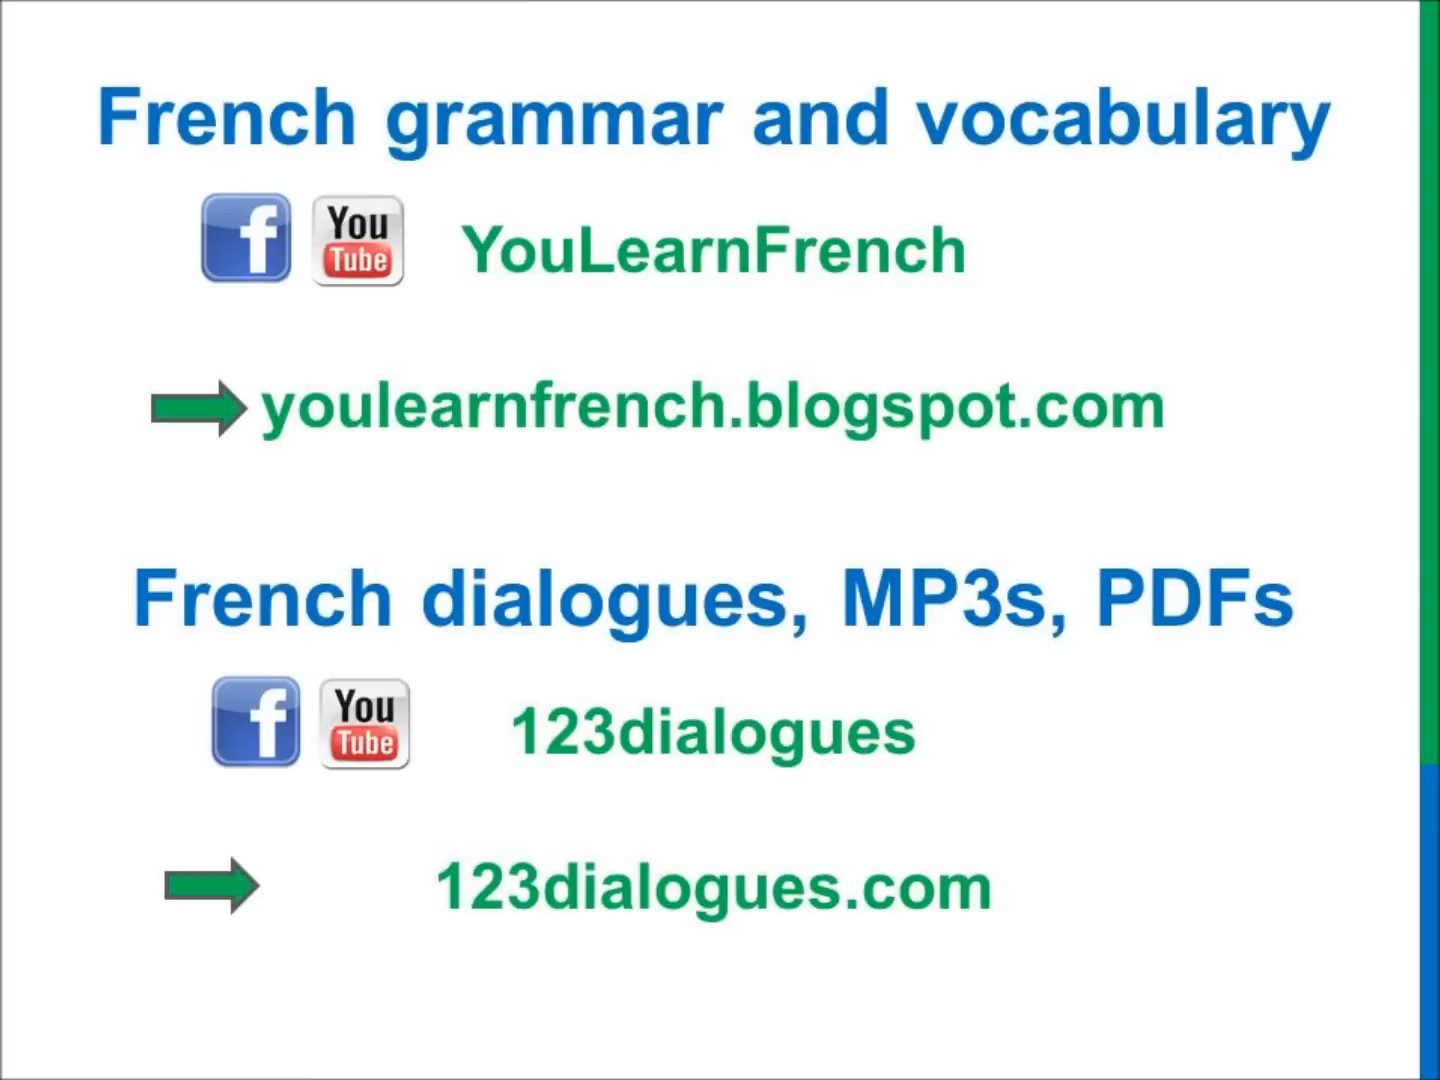 French grammar and vocabulary
f You Tube YouLearnFrench
youlearnfrench.blogspot.com
French dialogues, MP3s, PDFs
f You Tube 123dialogues
123dialogues.com